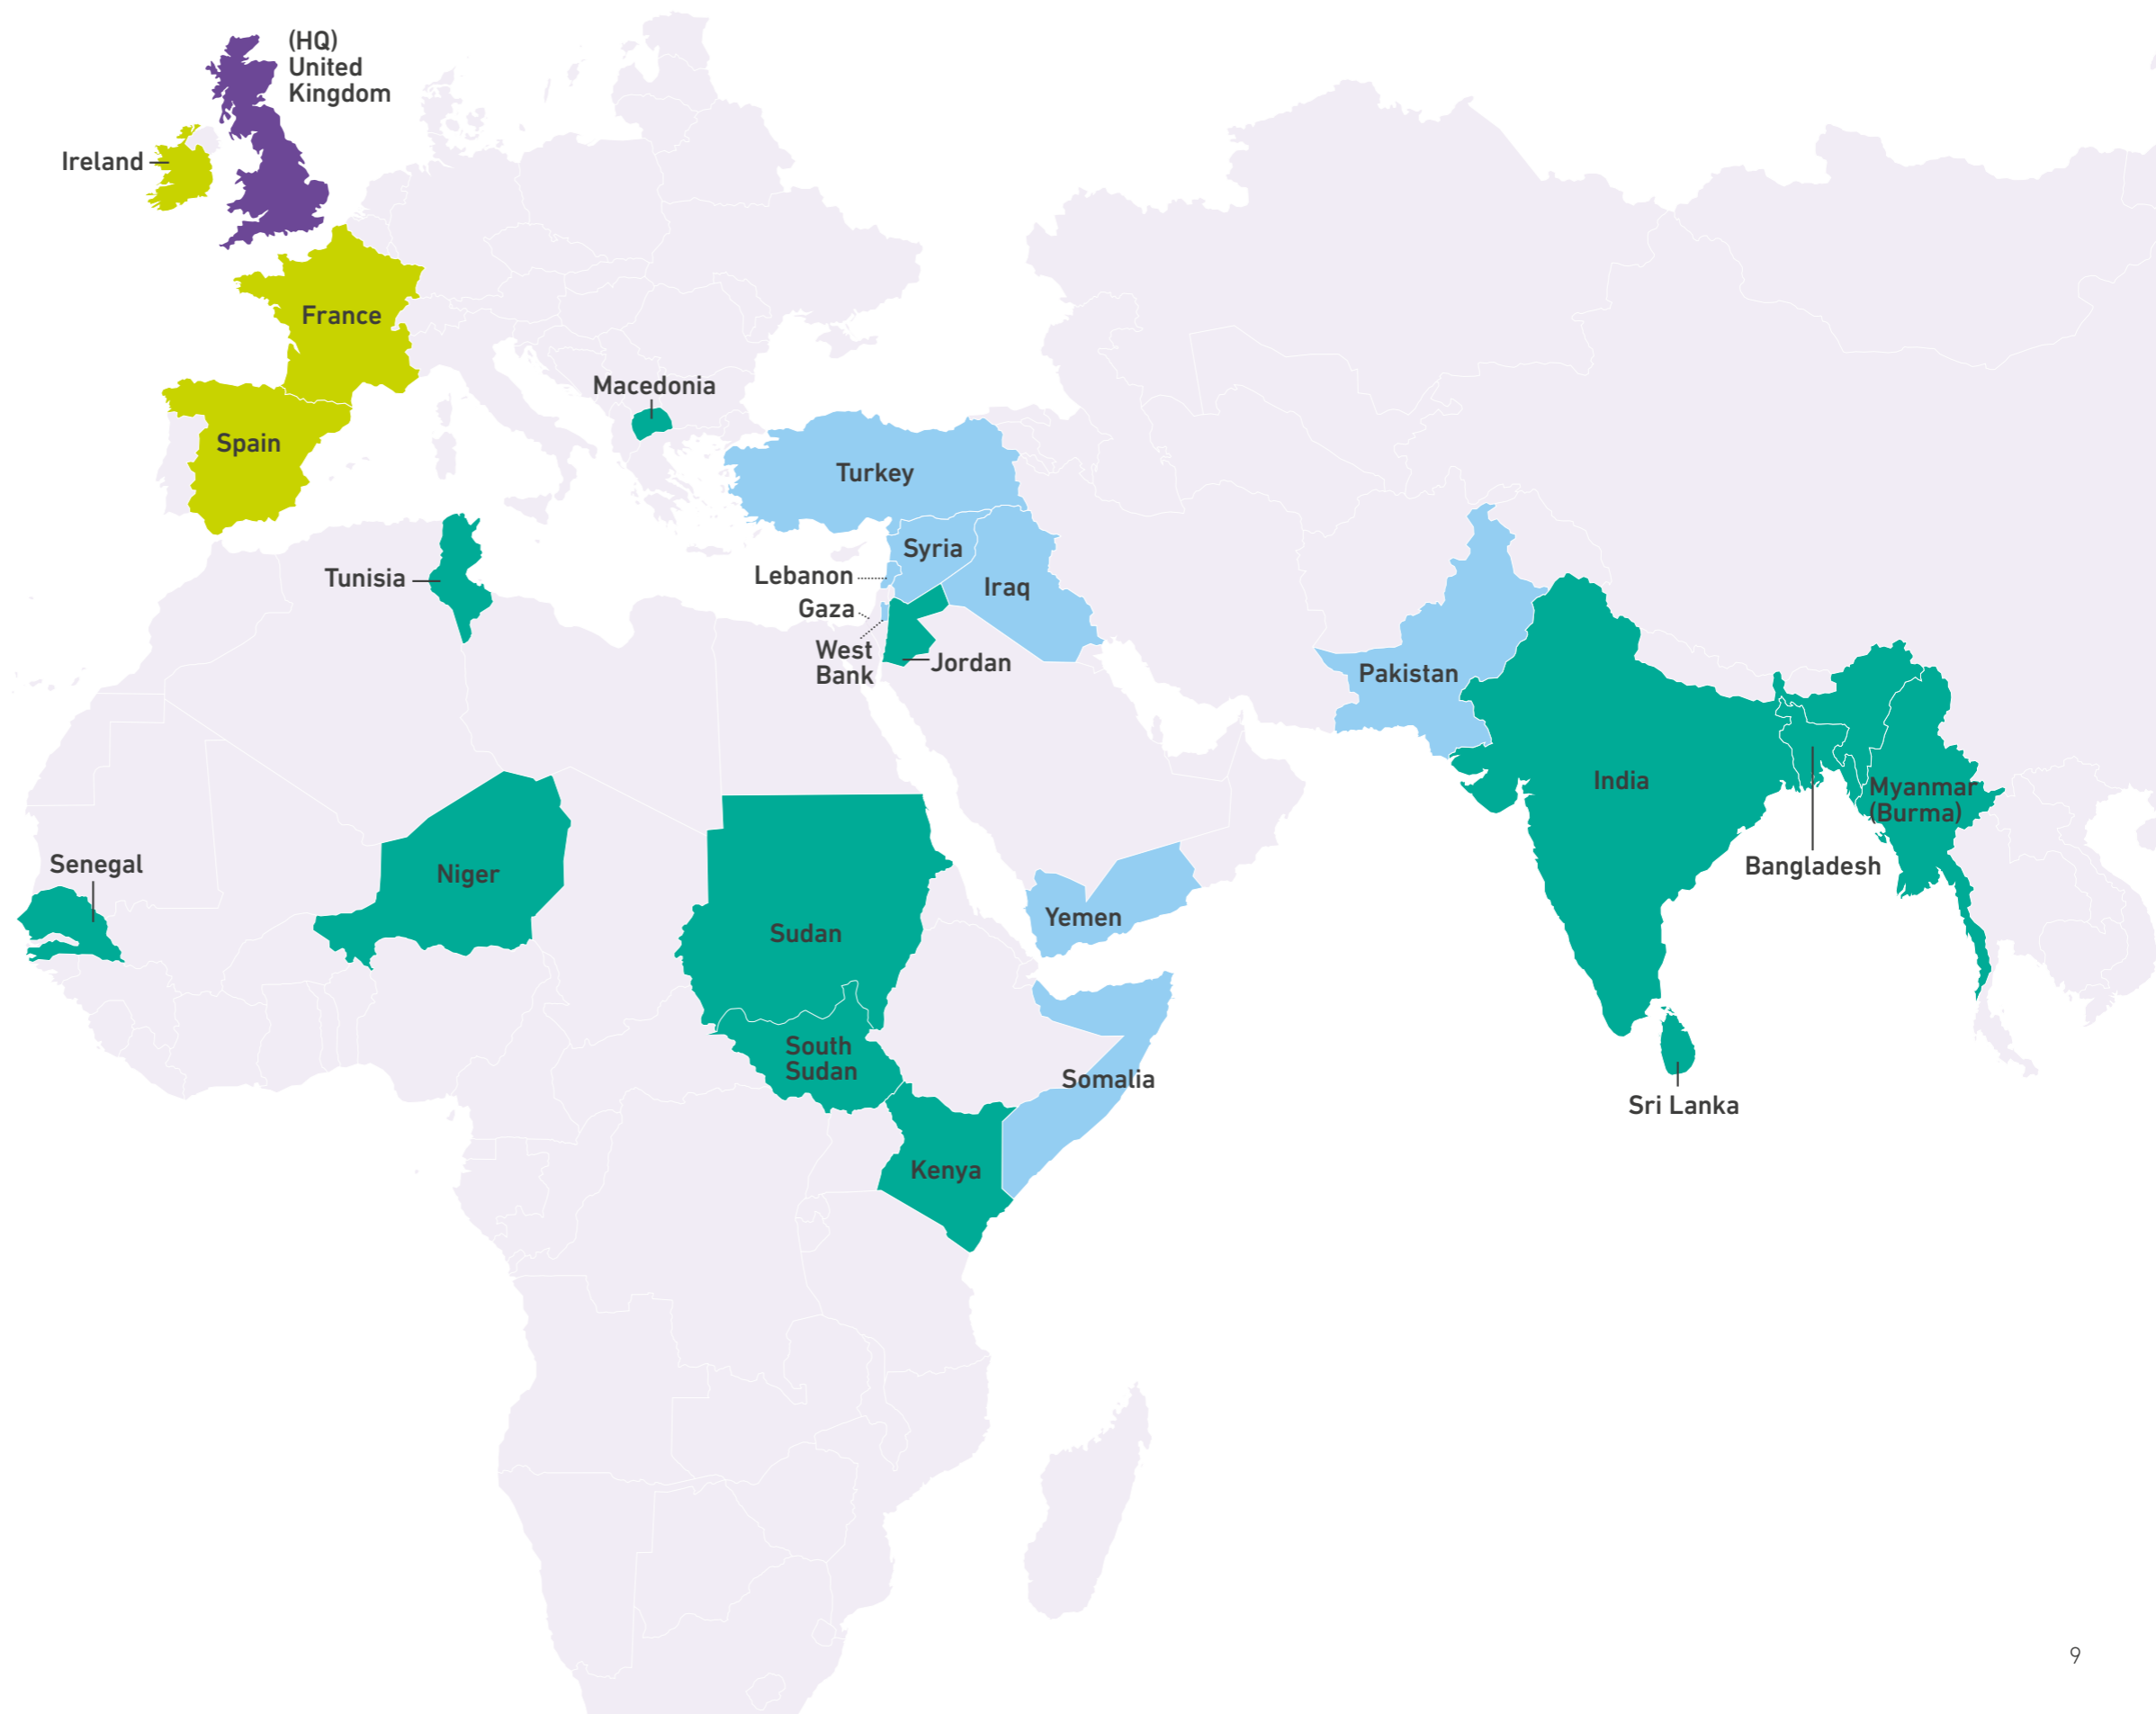 (HQ)
United
Kingdom
Ireland
France
Macedonia
Spain
Turkey
Syria
Lebanon
Tunisia
Iraq
Gaza
West
Bank
Jordan
Pakistan
India
Myanmar
(Burma)
Bangladesh
Senegal
Niger
Yemen
Sudan
South
Sudan
Somalia
Sri Lanka
Kenya
9